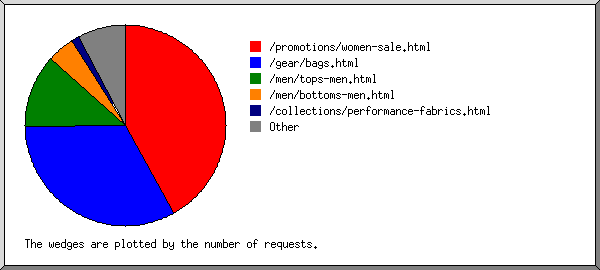 /promotions/women-sale.html
/gear/bags.html
/men/tops-men.html
/men/bottoms-men.html
/collections/performance-fabrics.html
Other
The wedges are plotted by the number of requests.